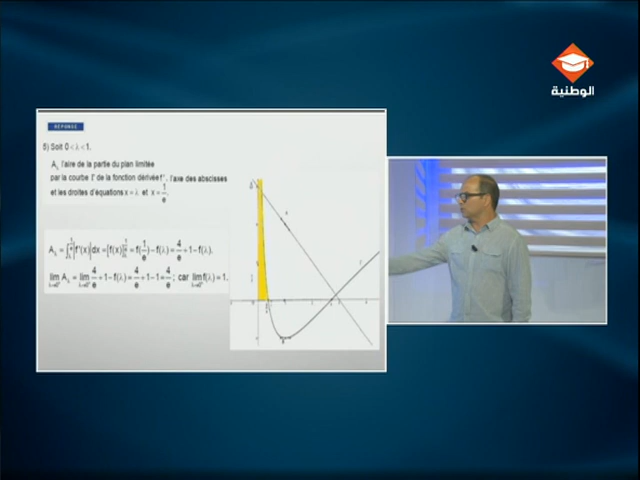 الوطنية
RÉPONSE
5) Soit 0 < λ < 1.
A_λ l'aire de la partie du plan limitée
par la courbe Γ de la fonction dérivée f', l'axe des abscisses
et les droites d'équations x = λ et x = 1/e.
A_λ = ∫_λ^{1/e} |f'(x)| dx = [f(x)]_λ^{1/e} = f(1/e) − f(λ) = 4/e + 1 − f(λ).
lim_{λ→0⁺} A_λ = lim_{λ→0⁺} 4/e + 1 − f(λ) = 4/e + 1 − 1 = 4/e ; car lim_{λ→0⁺} f(λ) = 1.